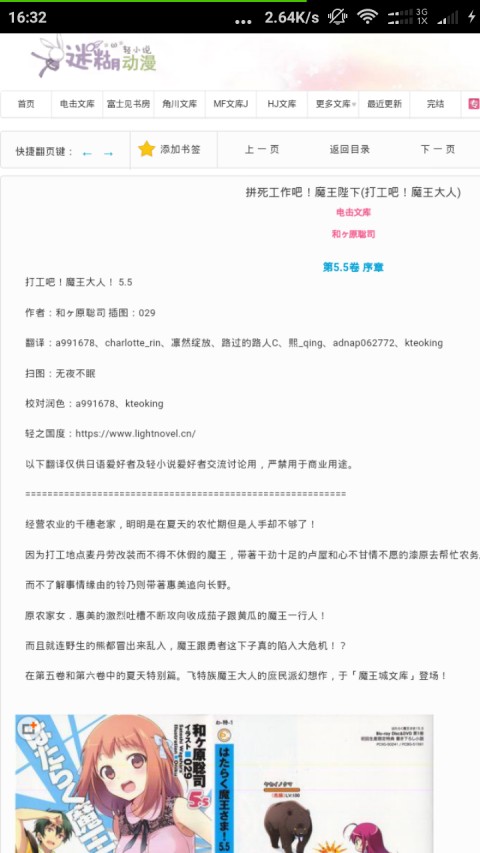 16:32
... 2.64K/s 3G 1X
迷糊轻小说动漫
首页 电击文库 富士见书房 角川文库 MF文库J HJ文库 更多文库 最近更新 完结
快捷翻页键： ← → 添加书签 上一页 返回目录 下一页
拼死工作吧！魔王陛下(打工吧！魔王大人)
电击文库
和ヶ原聪司
第5.5卷 序章
打工吧！魔王大人！ 5.5
作者：和ヶ原聪司 插图：029
翻译：a991678、charlotte_rin、凛然绽放、路过的路人C、熙_qing、adnap062772、kteoking
扫图：无夜不眠
校对润色：a991678、kteoking
轻之国度：https://www.lightnovel.cn/
以下翻译仅供日语爱好者及轻小说爱好者交流讨论用，严禁用于商业用途。
==========================================================
经营农业的千穗老家，明明是在夏天的农忙期但是人手却不够了！
因为打工地点麦丹劳改装而不得不休假的魔王，带著干劲十足的卢屋和心不甘情不愿的漆原去帮忙农务
而不了解事情缘由的铃乃则带著惠美追向长野。
原农家女．惠美的激烈吐槽不断攻向收成茄子跟黄瓜的魔王一行人！
而且就连野生的熊都冒出来乱入，魔王跟勇者这下子真的陷入大危机！？
在第五卷和第六卷中的夏天特别篇。飞特族魔王大人的庶民派幻想作，于「魔王城文库」登场！
和ヶ原聡司
イラスト■029
5.5
はたらく魔王さま！5.5